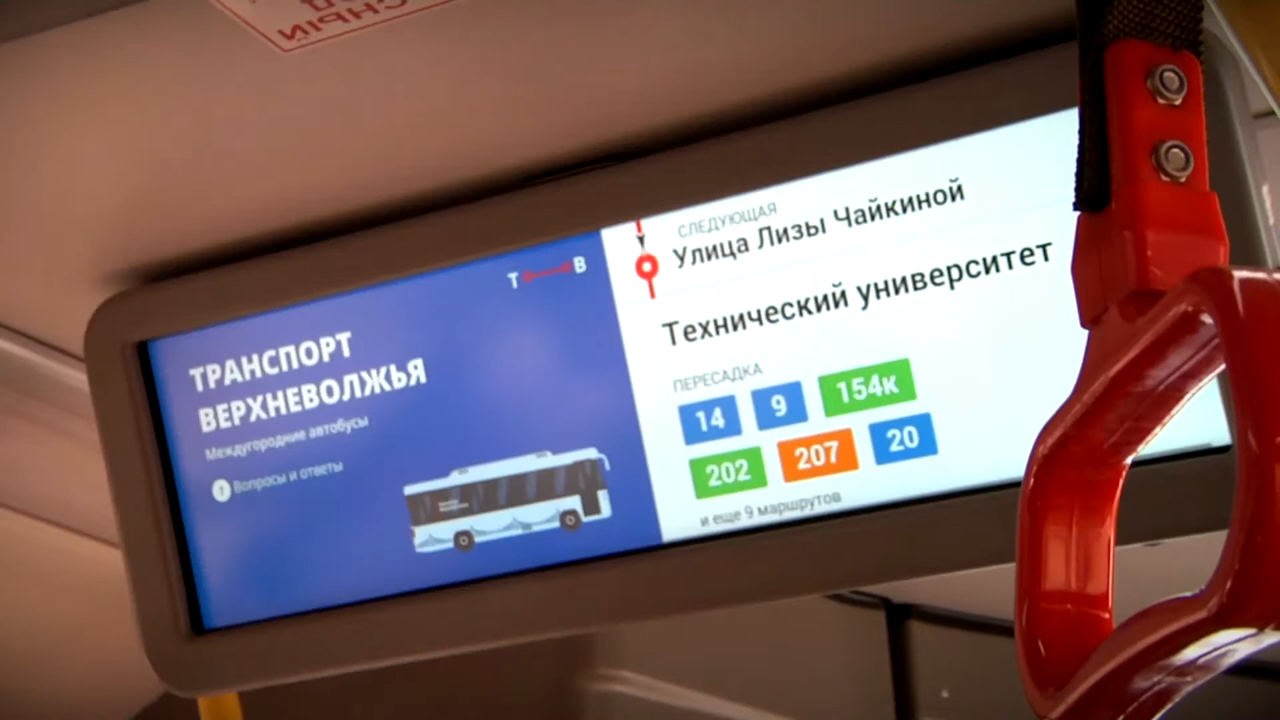 Т В
ТРАНСПОРТ
ВЕРХНЕВОЛЖЬЯ
Междугородние автобусы
Вопросы и ответы
СЛЕДУЮЩАЯ
Улица Лизы Чайкиной
Технический университет
ПЕРЕСАДКА
14 9 154к
202 207 20
и еще 9 маршрутов